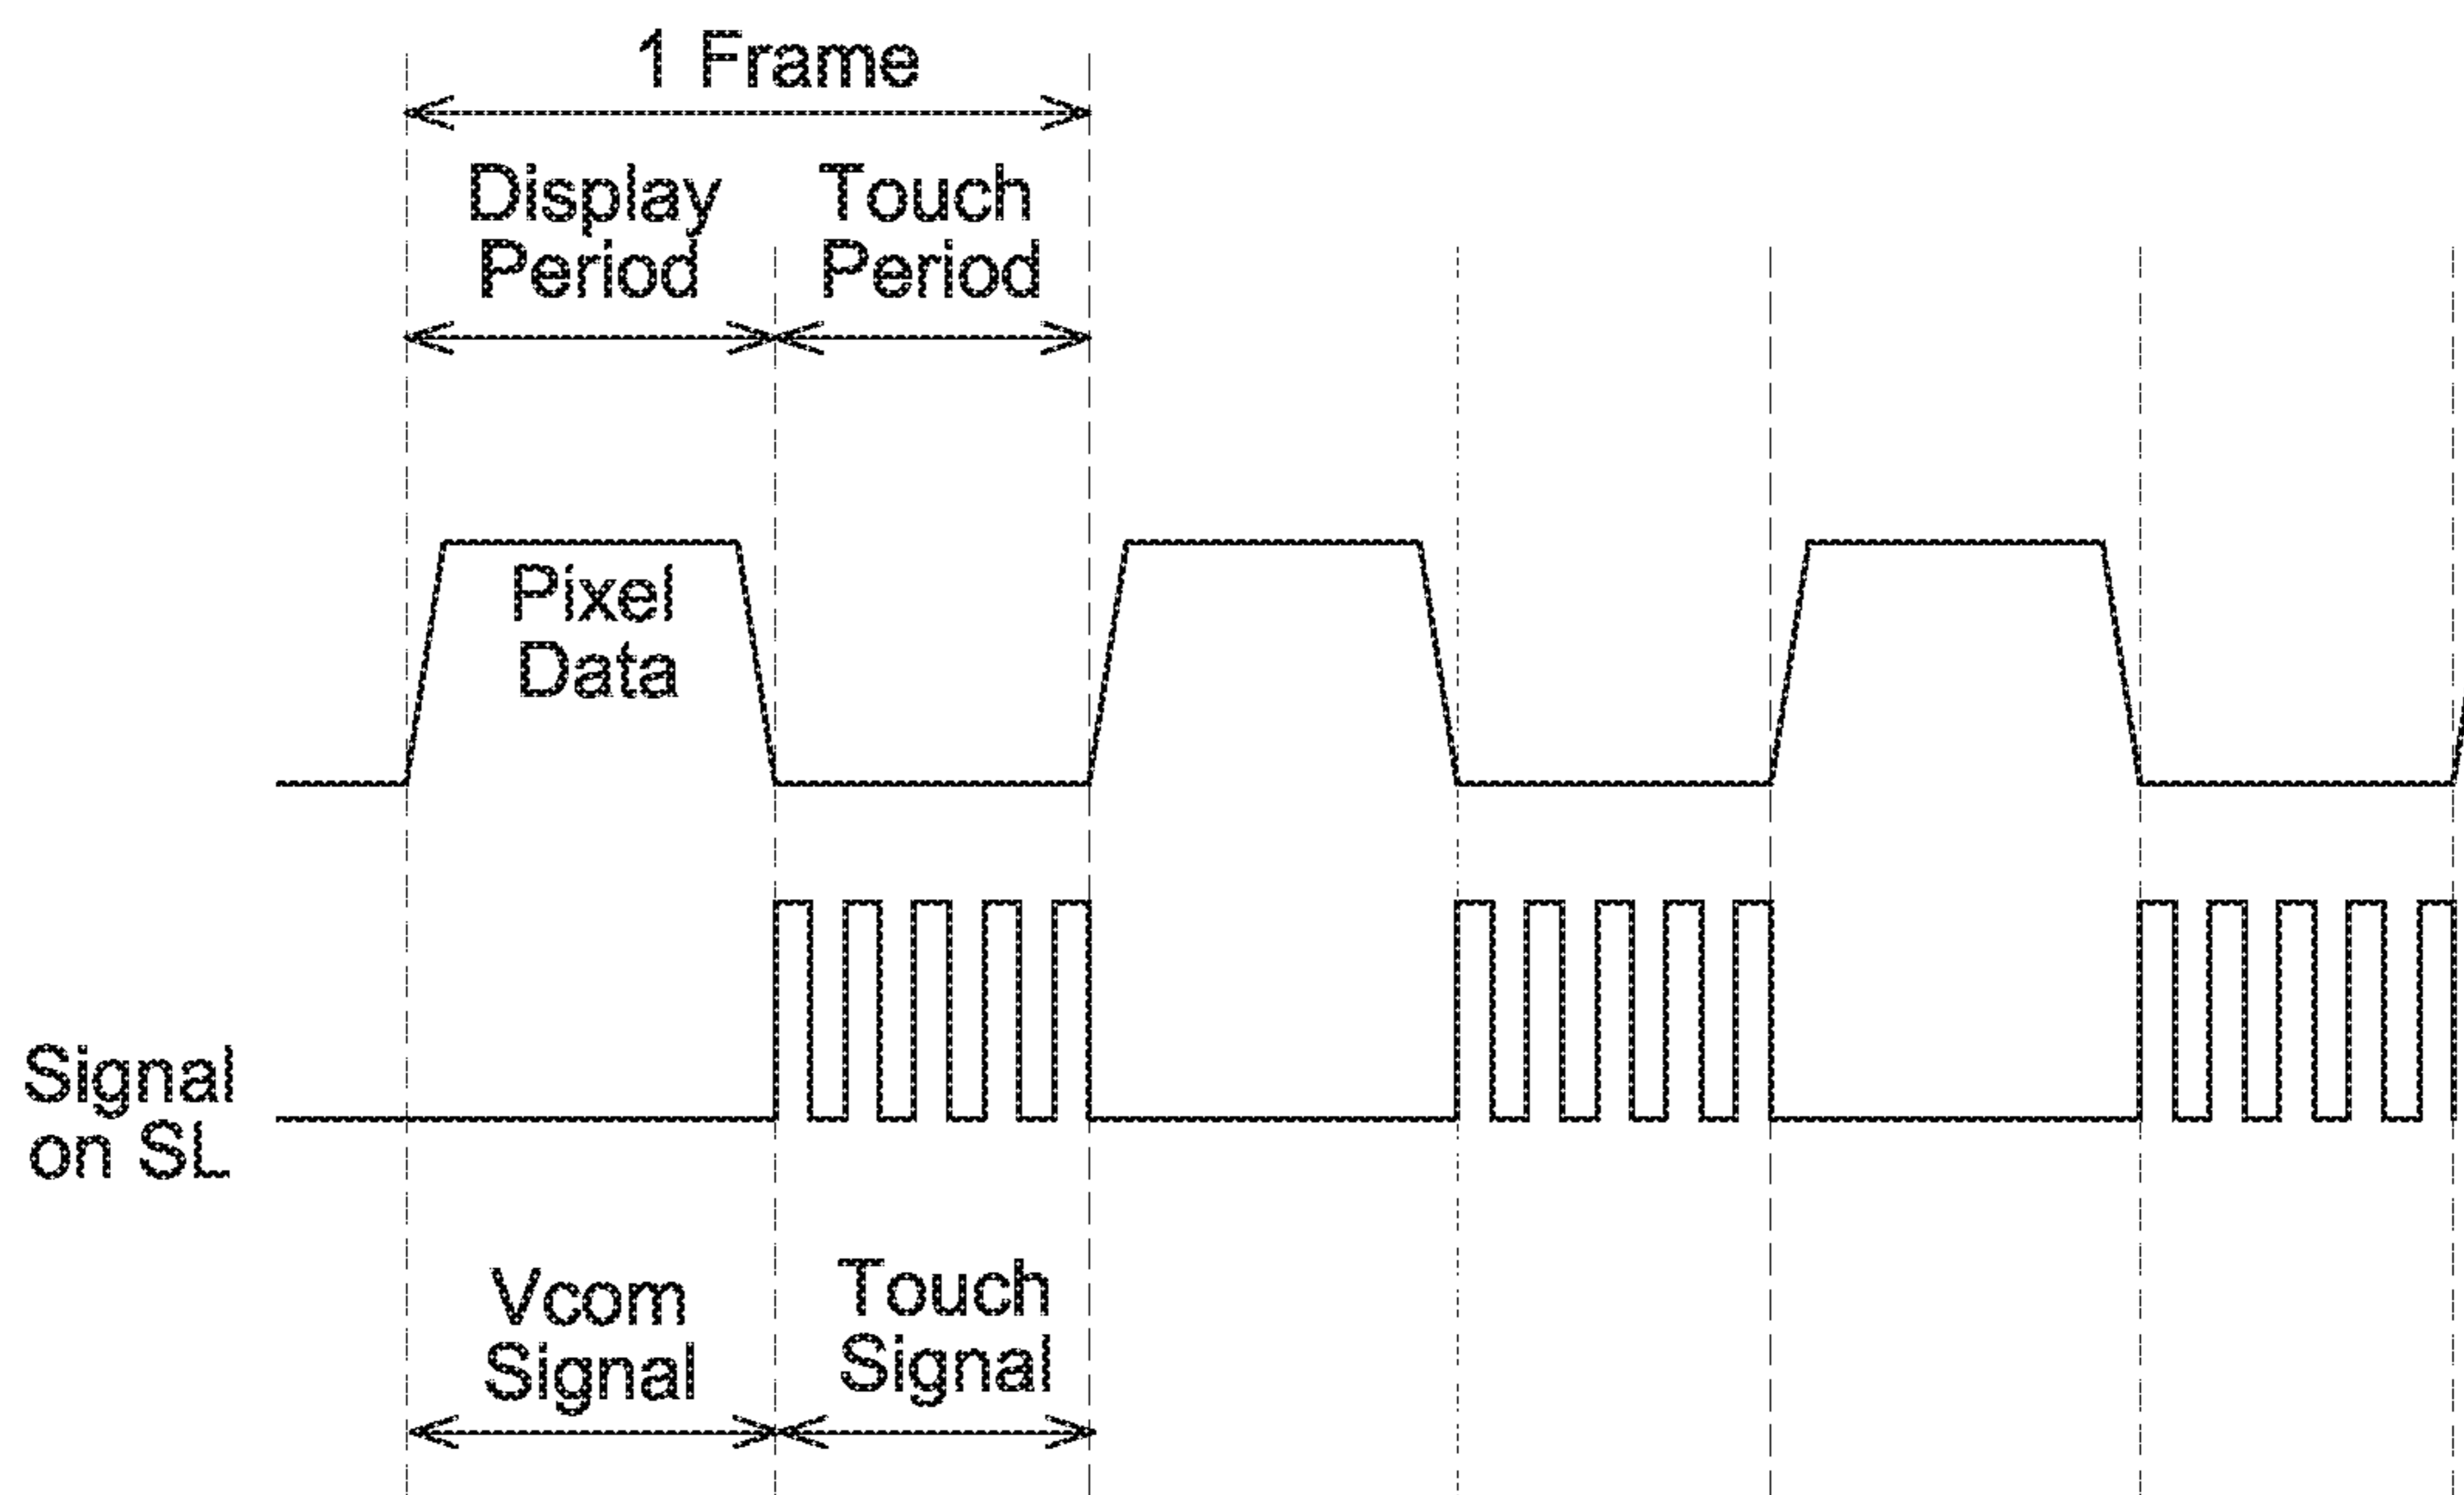 1 Frame
Display
Period
Touch
Period
Pixel
Data
Signal
on SL
Vcom
Signal
Touch
Signal